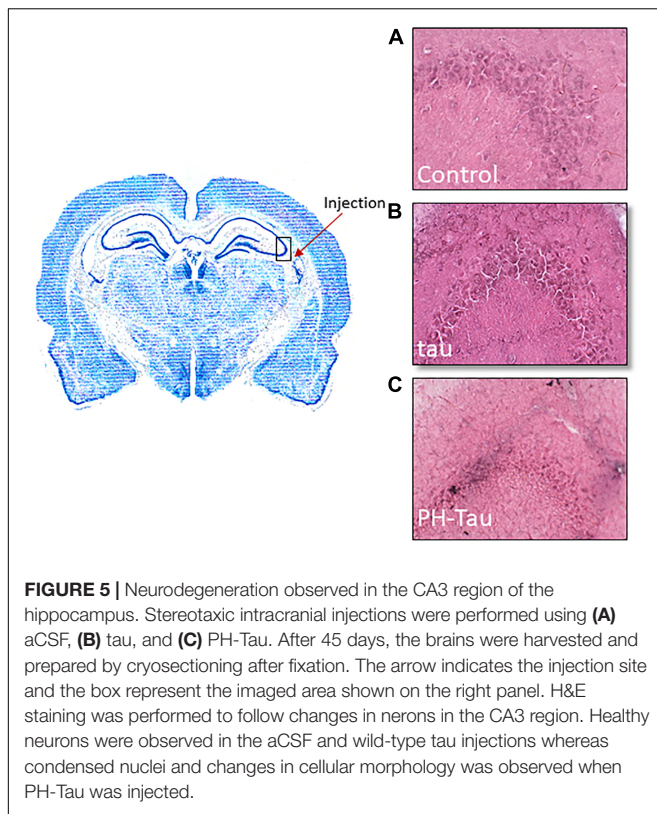 A
Control
Injection
B
tau
C
PH-Tau
FIGURE 5 | Neurodegeneration observed in the CA3 region of the
hippocampus. Stereotaxic intracranial injections were performed using (A)
aCSF, (B) tau, and (C) PH-Tau. After 45 days, the brains were harvested and
prepared by cryosectioning after fixation. The arrow indicates the injection site
and the box represent the imaged area shown on the right panel. H&E
staining was performed to follow changes in nerons in the CA3 region. Healthy
neurons were observed in the aCSF and wild-type tau injections whereas
condensed nuclei and changes in cellular morphology was observed when
PH-Tau was injected.